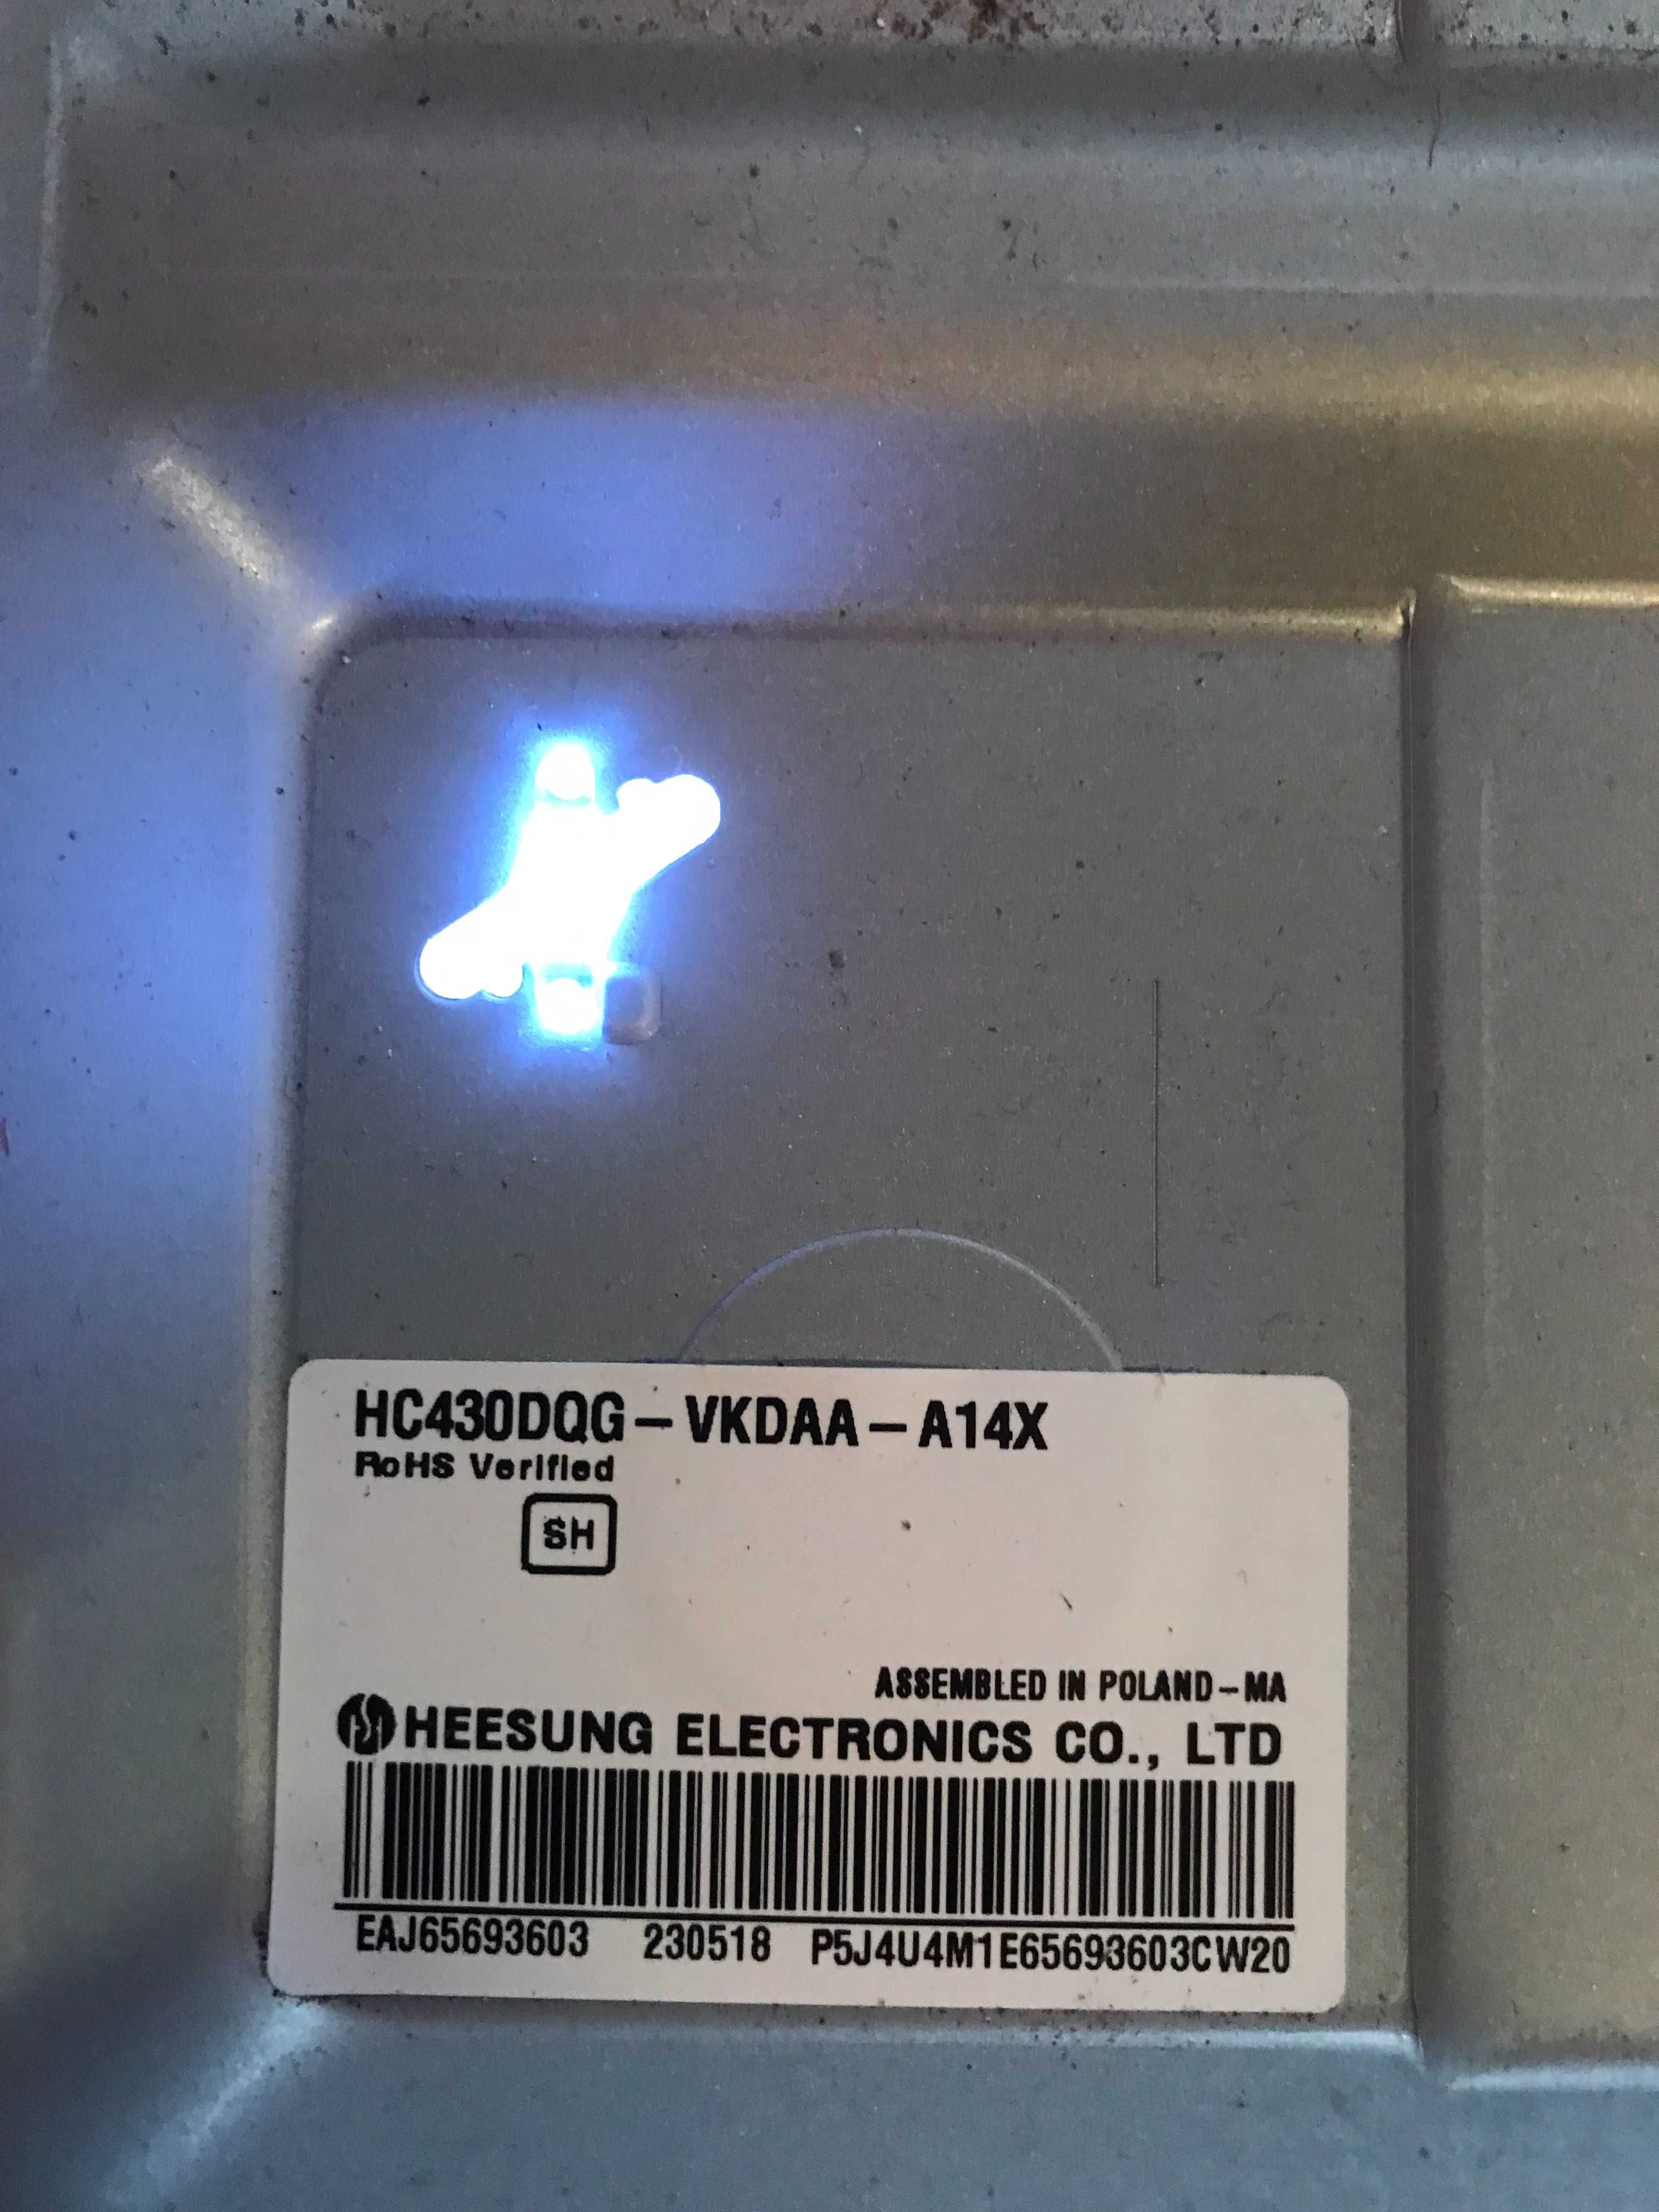 HC430DQG-VKDAA-A14X
RoHS Verified
SH
ASSEMBLED IN POLAND-MA
HEESUNG ELECTRONICS CO., LTD
EAJ65693603 230518 P5J4U4M1E65693603CW20